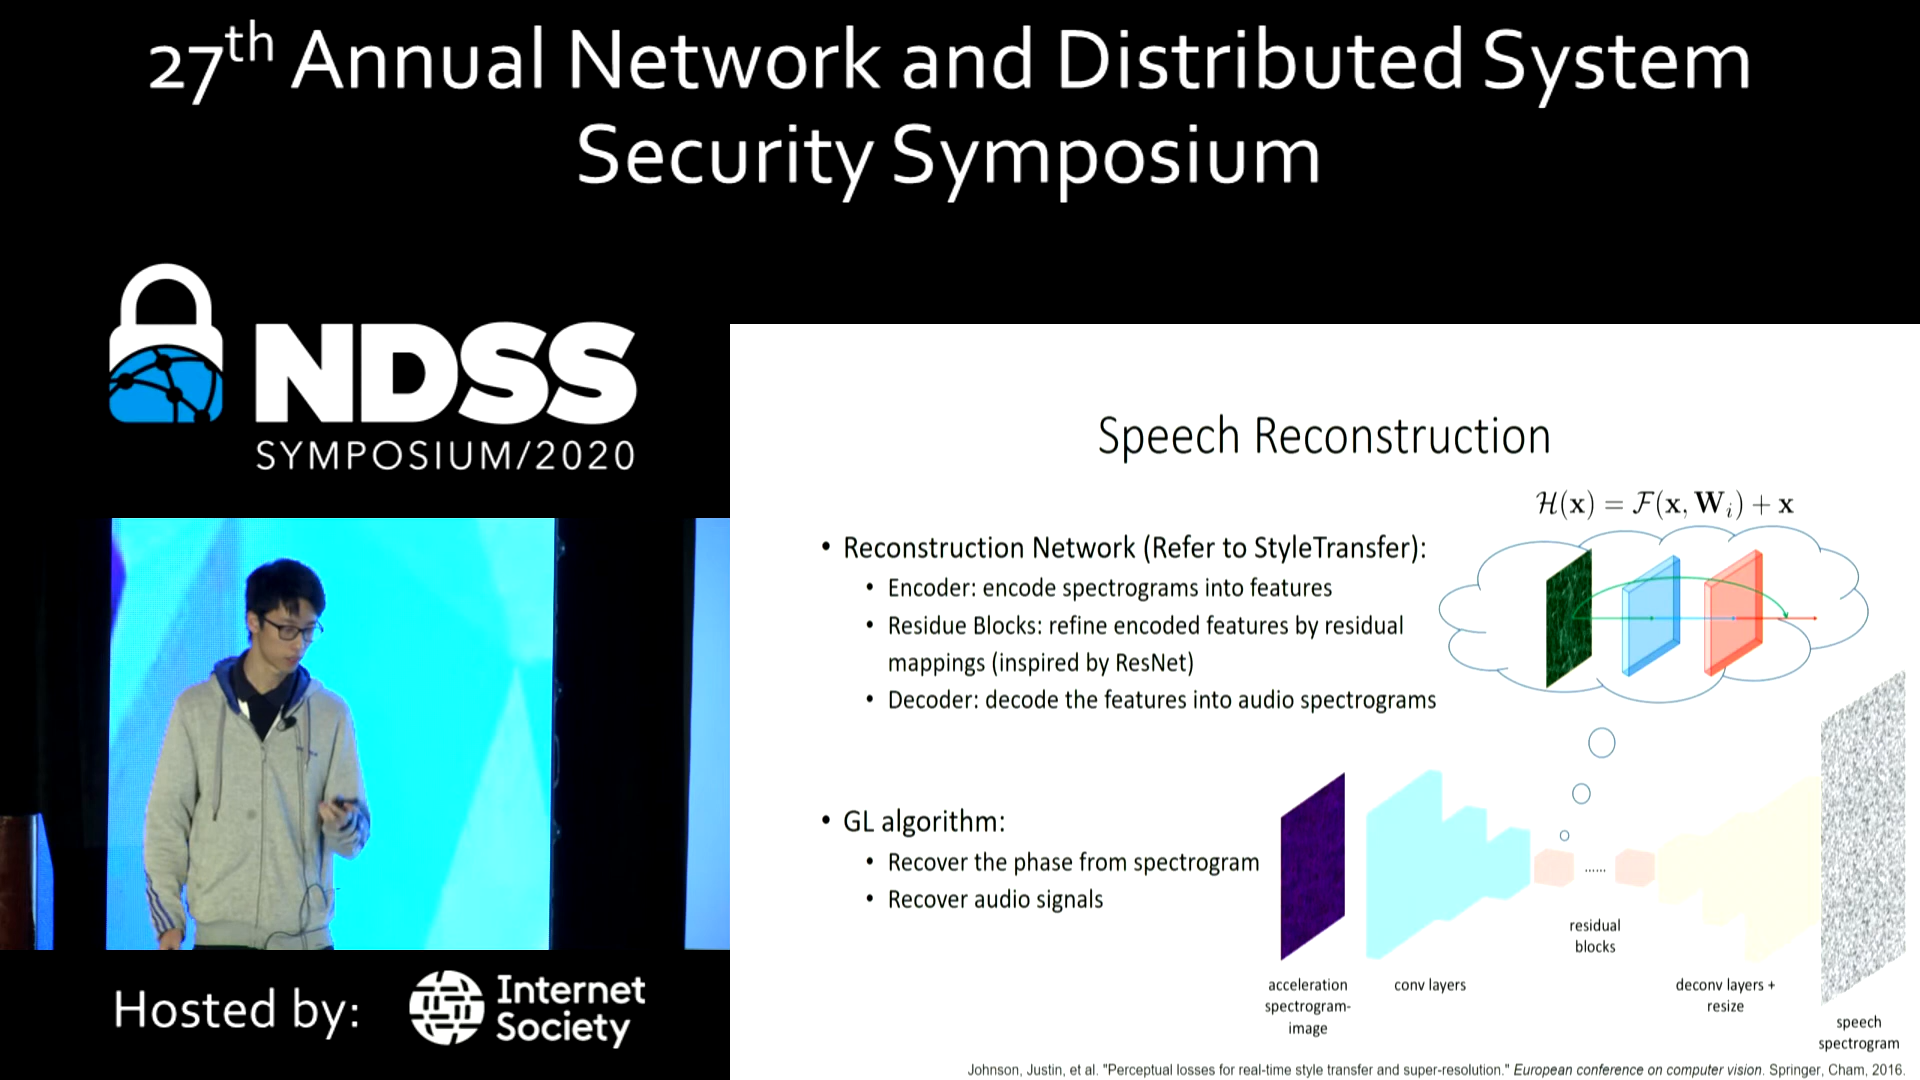 27th Annual Network and Distributed System
Security Symposium
NDSS
SYMPOSIUM/2020
Hosted by:
Internet
Society
Speech Reconstruction
H(x) = F(x, Wᵢ) + x
• Reconstruction Network (Refer to StyleTransfer):
• Encoder: encode spectrograms into features
• Residue Blocks: refine encoded features by residual
mappings (inspired by ResNet)
• Decoder: decode the features into audio spectrograms
• GL algorithm:
• Recover the phase from spectrogram
• Recover audio signals
......
residual
blocks
acceleration
spectrogram-
image
conv layers
deconv layers +
resize
speech
spectrogram
Johnson, Justin, et al. "Perceptual losses for real-time style transfer and super-resolution." European conference on computer vision. Springer, Cham, 2016.